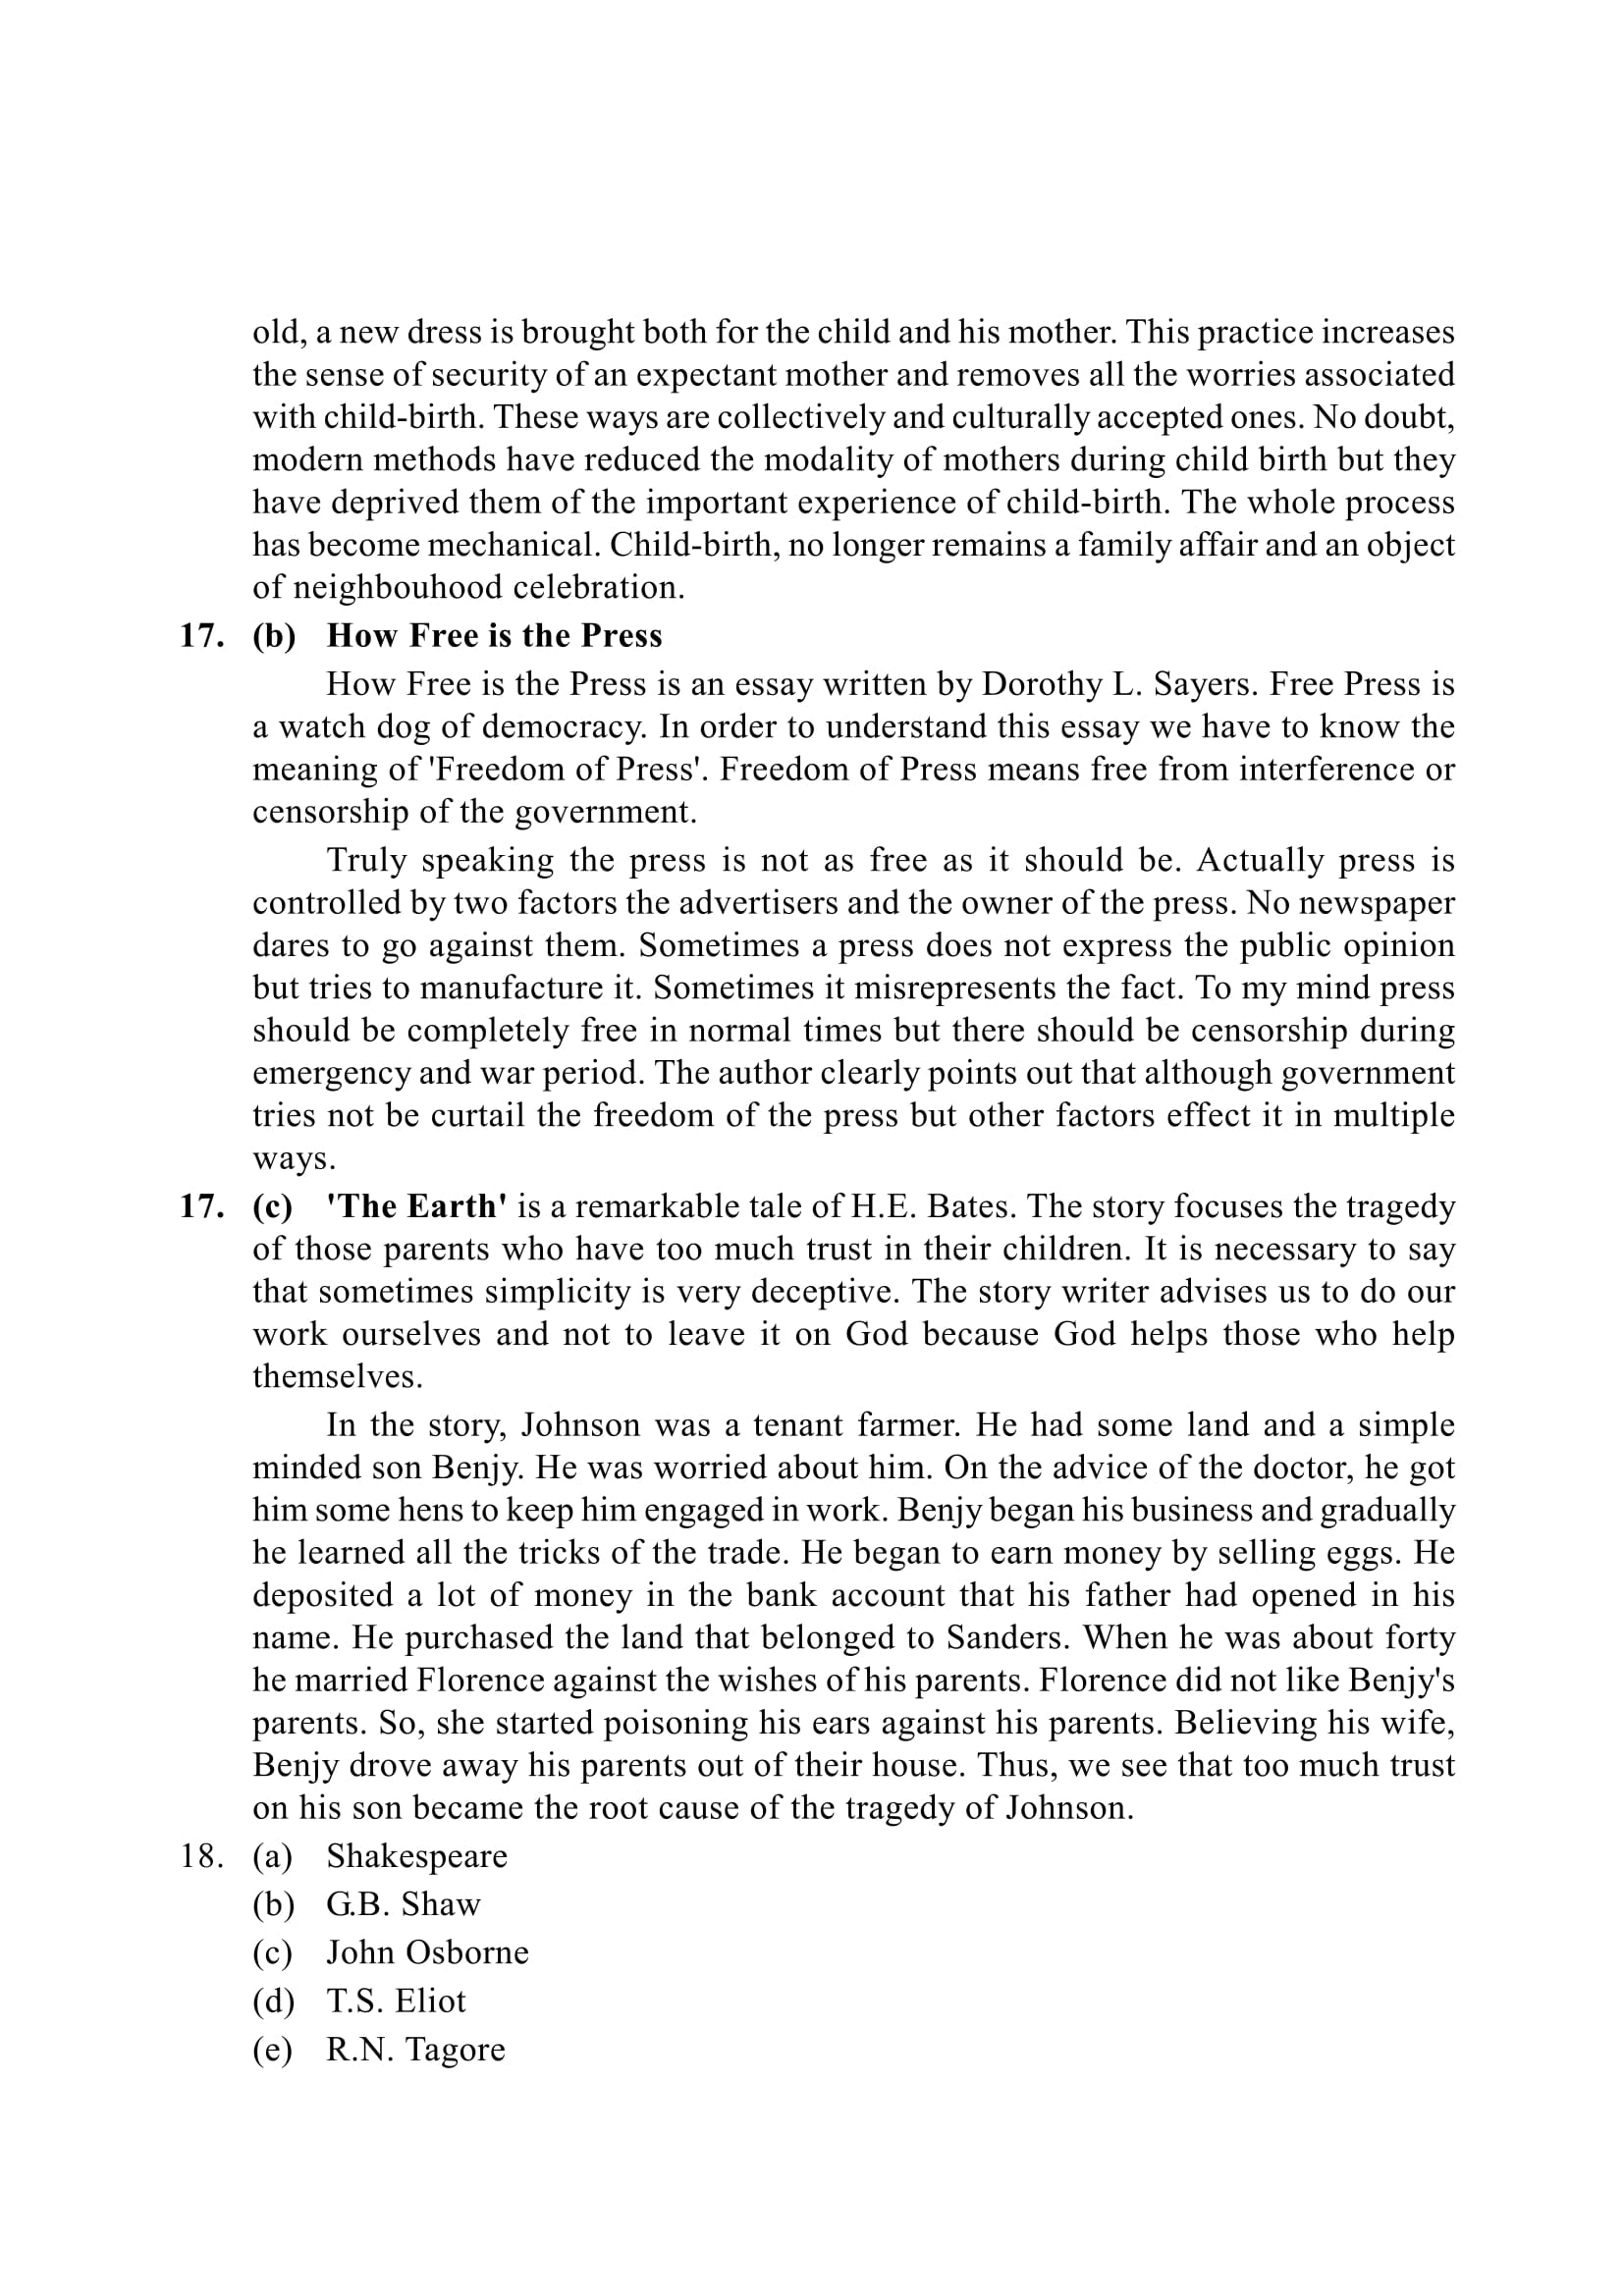 old, a new dress is brought both for the child and his mother. This practice increases
the sense of security of an expectant mother and removes all the worries associated
with child-birth. These ways are collectively and culturally accepted ones. No doubt,
modern methods have reduced the modality of mothers during child birth but they
have deprived them of the important experience of child-birth. The whole process
has become mechanical. Child-birth, no longer remains a family affair and an object
of neighbouhood celebration.
17. (b) How Free is the Press
How Free is the Press is an essay written by Dorothy L. Sayers. Free Press is
a watch dog of democracy. In order to understand this essay we have to know the
meaning of 'Freedom of Press'. Freedom of Press means free from interference or
censorship of the government.
Truly speaking the press is not as free as it should be. Actually press is
controlled by two factors the advertisers and the owner of the press. No newspaper
dares to go against them. Sometimes a press does not express the public opinion
but tries to manufacture it. Sometimes it misrepresents the fact. To my mind press
should be completely free in normal times but there should be censorship during
emergency and war period. The author clearly points out that although government
tries not be curtail the freedom of the press but other factors effect it in multiple
ways.
17. (c) 'The Earth' is a remarkable tale of H.E. Bates. The story focuses the tragedy
of those parents who have too much trust in their children. It is necessary to say
that sometimes simplicity is very deceptive. The story writer advises us to do our
work ourselves and not to leave it on God because God helps those who help
themselves.
In the story, Johnson was a tenant farmer. He had some land and a simple
minded son Benjy. He was worried about him. On the advice of the doctor, he got
him some hens to keep him engaged in work. Benjy began his business and gradually
he learned all the tricks of the trade. He began to earn money by selling eggs. He
deposited a lot of money in the bank account that his father had opened in his
name. He purchased the land that belonged to Sanders. When he was about forty
he married Florence against the wishes of his parents. Florence did not like Benjy's
parents. So, she started poisoning his ears against his parents. Believing his wife,
Benjy drove away his parents out of their house. Thus, we see that too much trust
on his son became the root cause of the tragedy of Johnson.
18. (a) Shakespeare
(b) G.B. Shaw
(c) John Osborne
(d) T.S. Eliot
(e) R.N. Tagore